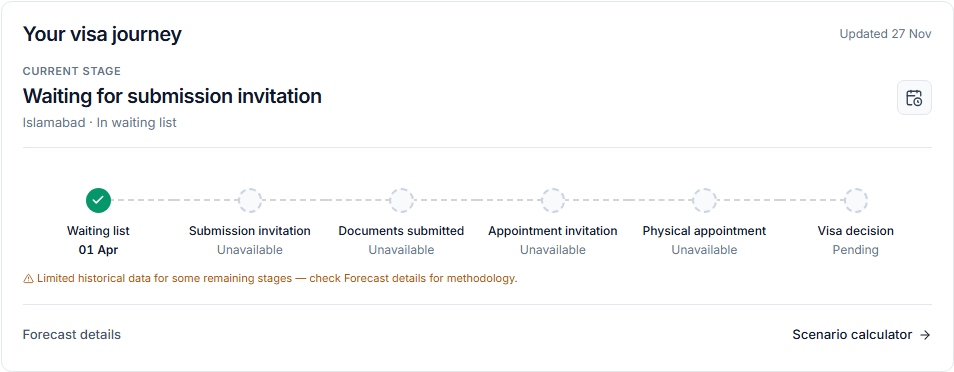 Your visa journey
Updated 27 Nov
CURRENT STAGE
Waiting for submission invitation
Islamabad · In waiting list
Waiting list
01 Apr
Submission invitation
Unavailable
Documents submitted
Unavailable
Appointment invitation
Unavailable
Physical appointment
Unavailable
Visa decision
Pending
Limited historical data for some remaining stages — check Forecast details for methodology.
Forecast details
Scenario calculator →